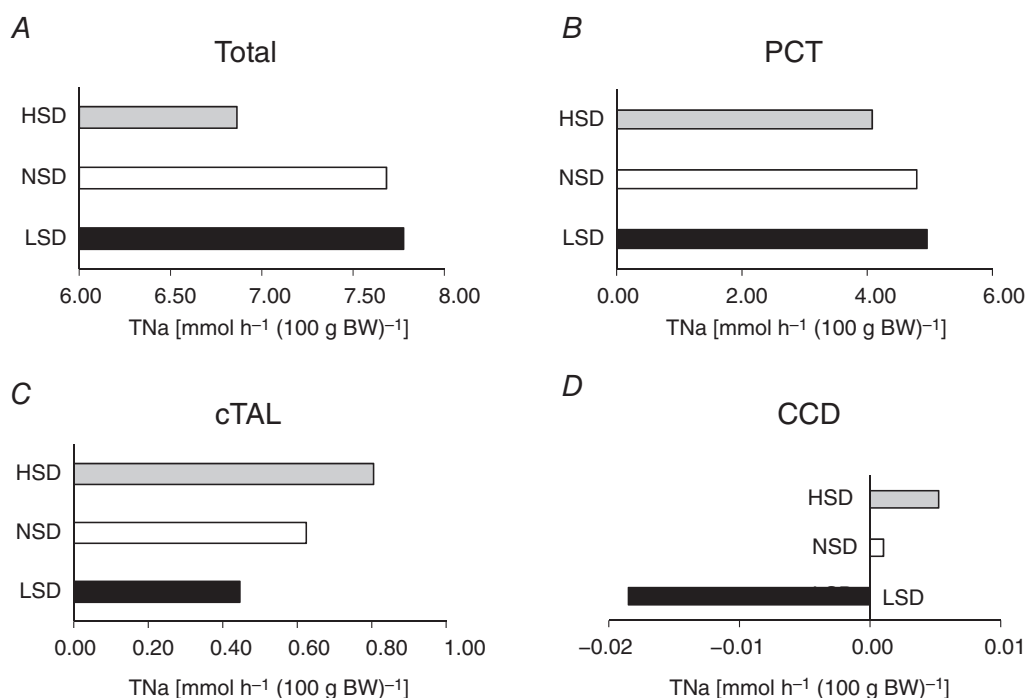 A
Total
HSD
NSD
LSD
6.00 6.50 7.00 7.50 8.00
TNa [mmol h⁻¹ (100 g BW)⁻¹]
B
PCT
HSD
NSD
LSD
0.00 2.00 4.00 6.00
TNa [mmol h⁻¹ (100 g BW)⁻¹]
C
cTAL
HSD
NSD
LSD
0.00 0.20 0.40 0.60 0.80 1.00
TNa [mmol h⁻¹ (100 g BW)⁻¹]
D
CCD
HSD
NSD
LSD
−0.02 −0.01 0.00 0.01
TNa [mmol h⁻¹ (100 g BW)⁻¹]